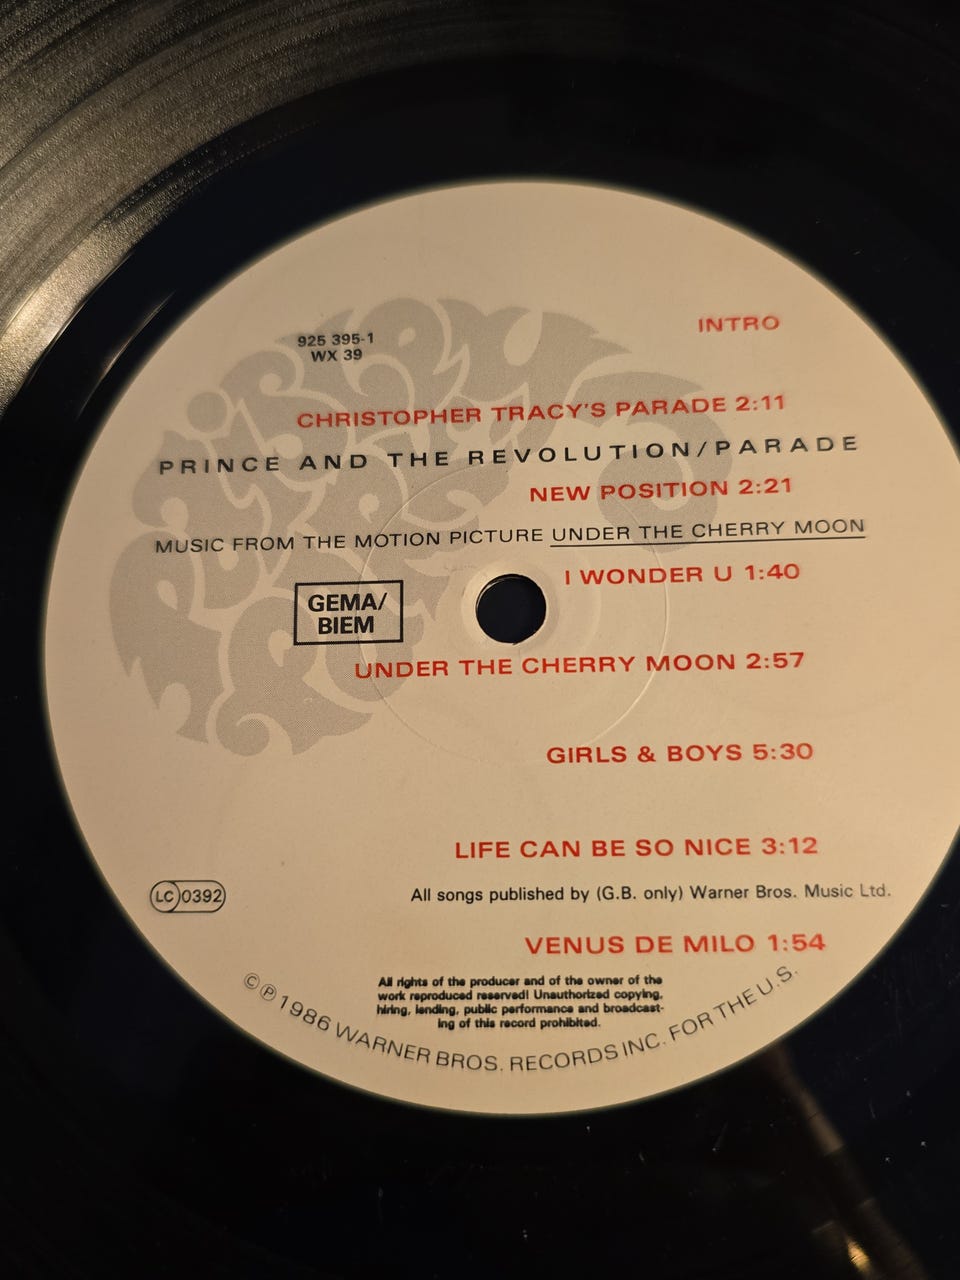 INTRO
925 395-1
WX 39
CHRISTOPHER TRACY'S PARADE 2:11
PRINCE AND THE REVOLUTION/PARADE
NEW POSITION 2:21
MUSIC FROM THE MOTION PICTURE UNDER THE CHERRY MOON
I WONDER U 1:40
GEMA/
BIEM
UNDER THE CHERRY MOON 2:57
GIRLS & BOYS 5:30
LIFE CAN BE SO NICE 3:12
LC 0392
All songs published by (G.B. only) Warner Bros. Music Ltd.
VENUS DE MILO 1:54
All rights of the producer and of the owner of the
work reproduced reserved! Unauthorized copying,
hiring, lending, public performance and broadcast-
ing of this record prohibited.
© ℗ 1986 WARNER BROS. RECORDS INC. FOR THE U.S.